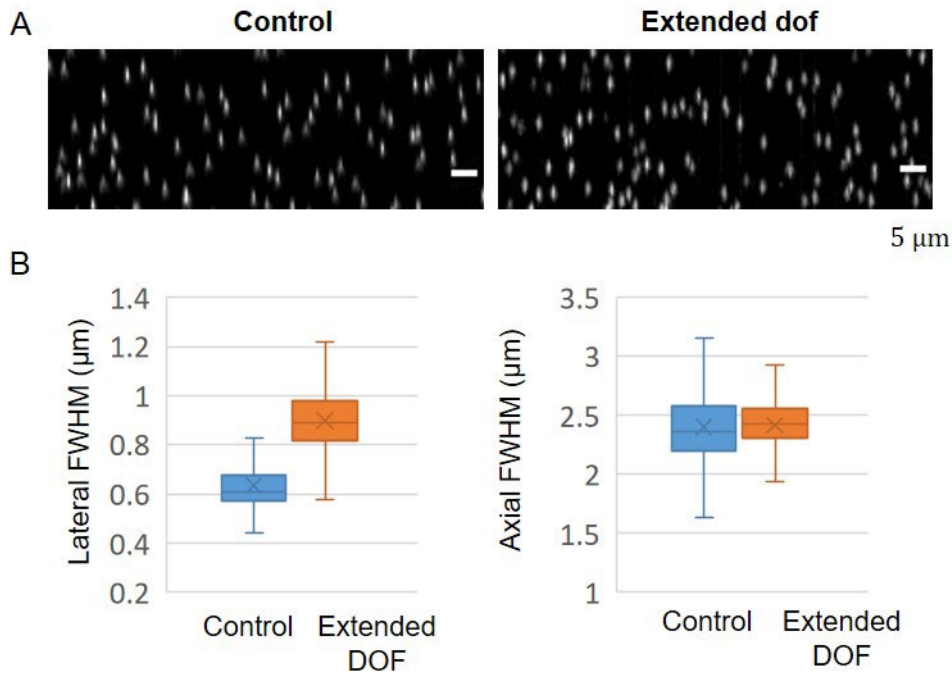 A
Control
Extended dof
5 μm
B
Lateral FWHM (μm)
1.4
1.2
1
0.8
0.6
0.4
0.2
Control
Extended
DOF
Axial FWHM (μm)
3.5
3
2.5
2
1.5
1
Control
Extended
DOF